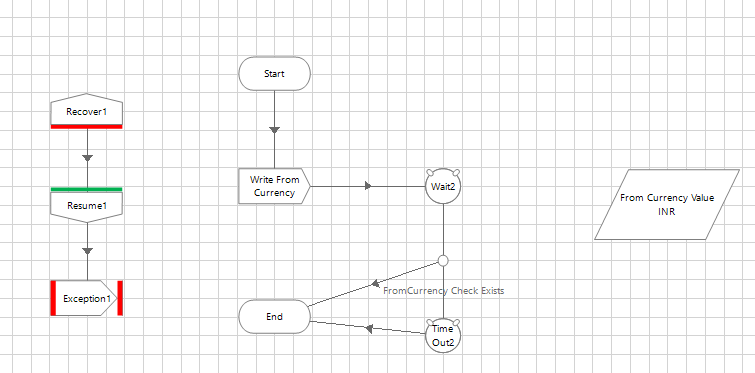 Start
Recover1
Write From
Currency
Wait2
From Currency Value
INR
Resume1
FromCurrency Check Exists
Exception1
End
Time
Out2